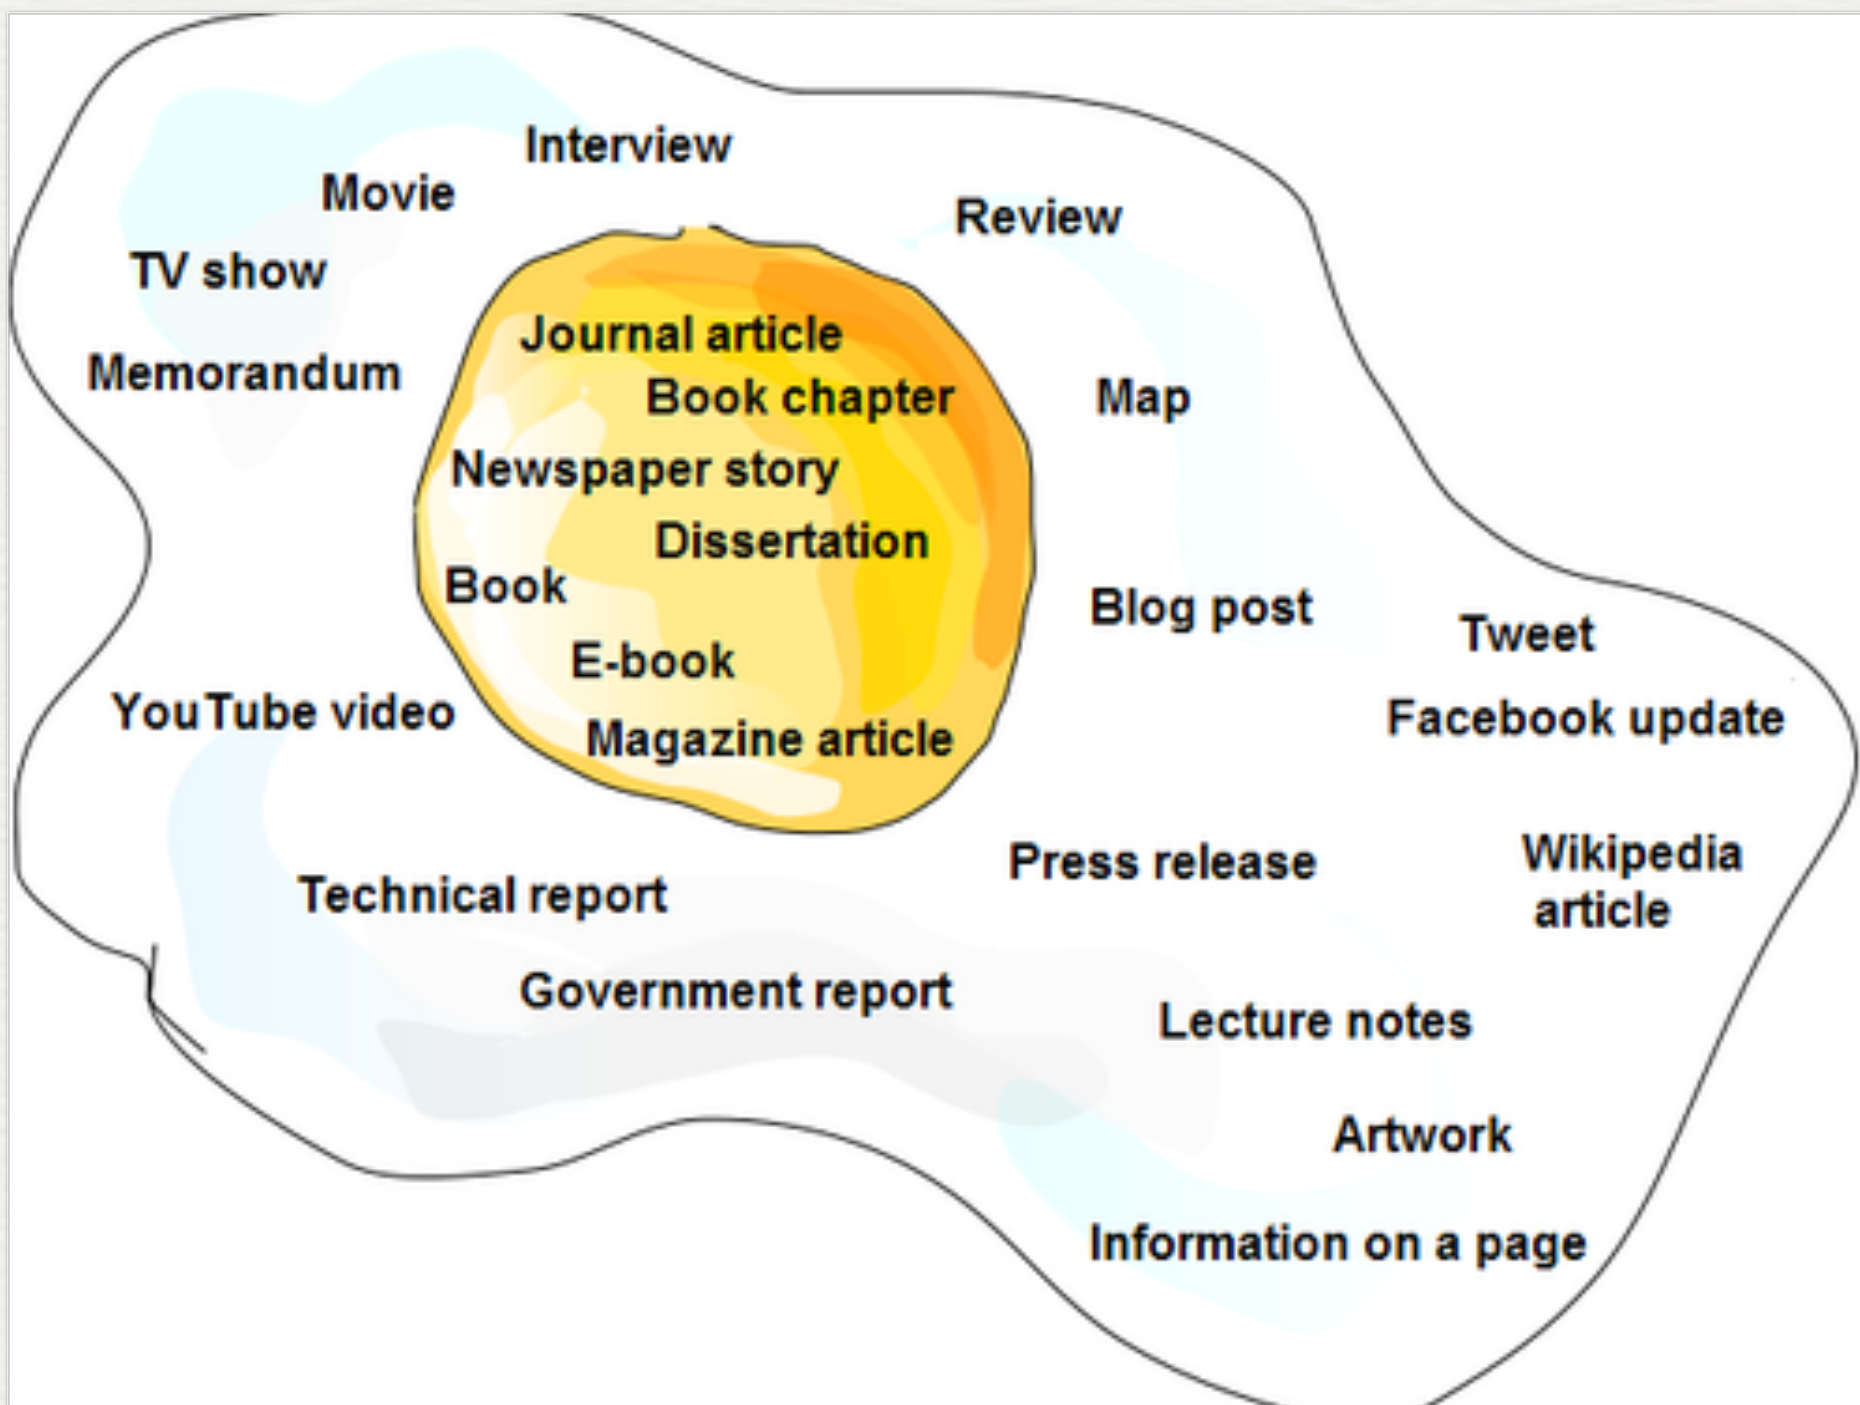 Interview
Movie
Review
TV show
Journal article
Memorandum
Book chapter
Map
Newspaper story
Dissertation
Book
Blog post
Tweet
E-book
YouTube video
Facebook update
Magazine article
Press release
Wikipedia
article
Technical report
Government report
Lecture notes
Artwork
Information on a page